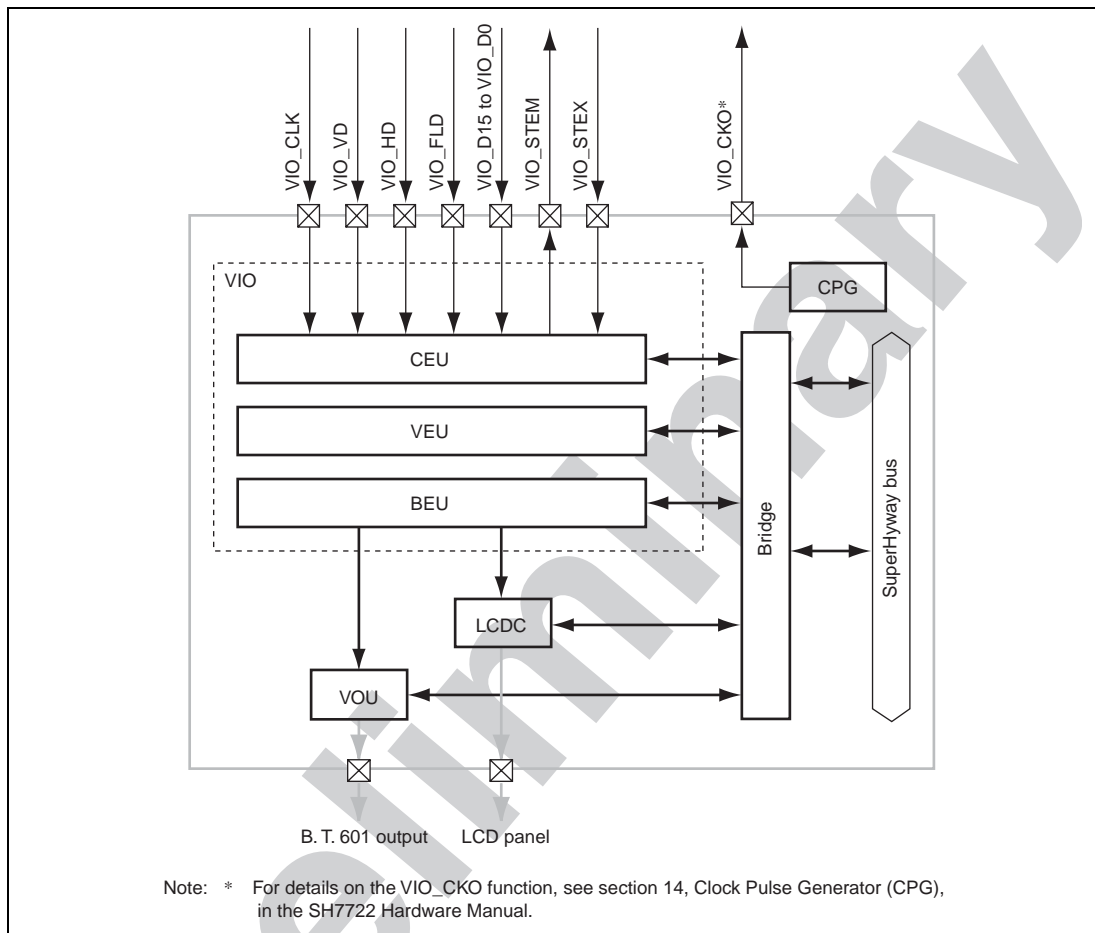 VIO_CLK
VIO_VD
VIO_HD
VIO_FLD
VIO_D15 to VIO_D0
VIO_STEM
VIO_STEX
VIO_CKO*
VIO
CPG
CEU
VEU
BEU
Bridge
SuperHyway bus
LCDC
VOU
B. T. 601 output
LCD panel
Note: * For details on the VIO_CKO function, see section 14, Clock Pulse Generator (CPG),
in the SH7722 Hardware Manual.
eliminary